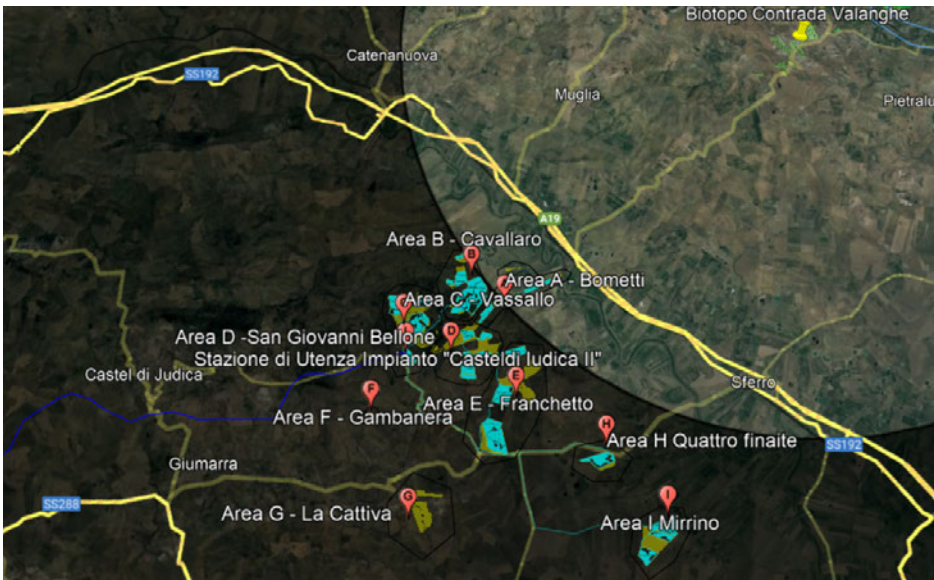 Biotopo Contrada Valanghe
Catenanuova
SS192
Muglia
Pietralu
A19
Area B - Cavallaro
B
Area A - Bometti
Area C - Vassallo
Area D -San Giovanni Bellone
D
Stazione di Utenza Impianto "Casteldi Iudica II"
Castel di Judica
E
Sferro
F
Area E - Franchetto
Area F - Gambanera
H
Area H Quattro finaite
SS192
Giumarra
G
I
SS288
Area G - La Cattiva
Area I Mirrino